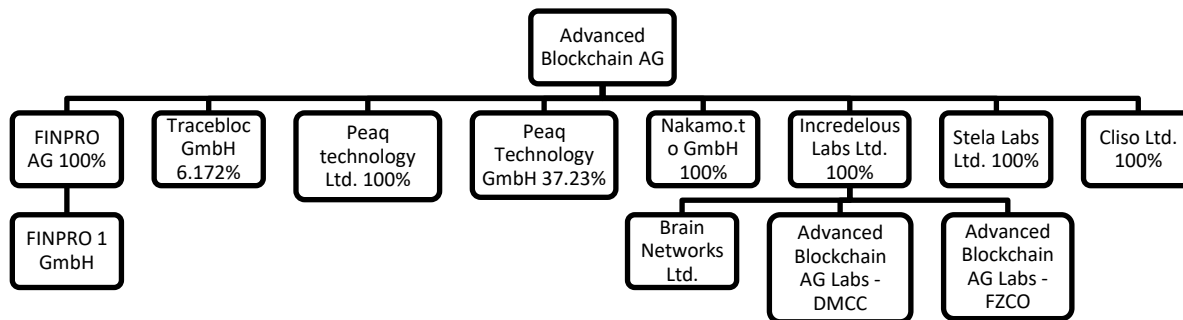 Advanced
Blockchain AG
FINPRO
AG 100%
Tracebloc
GmbH
6.172%
Peaq
technology
Ltd. 100%
Peaq
Technology
GmbH 37.23%
Nakamo.t
o GmbH
100%
Incredelous
Labs Ltd.
100%
Stela Labs
Ltd. 100%
Cliso Ltd.
100%
FINPRO 1
GmbH
Brain
Networks
Ltd.
Advanced
Blockchain
AG Labs -
DMCC
Advanced
Blockchain
AG Labs -
FZCO